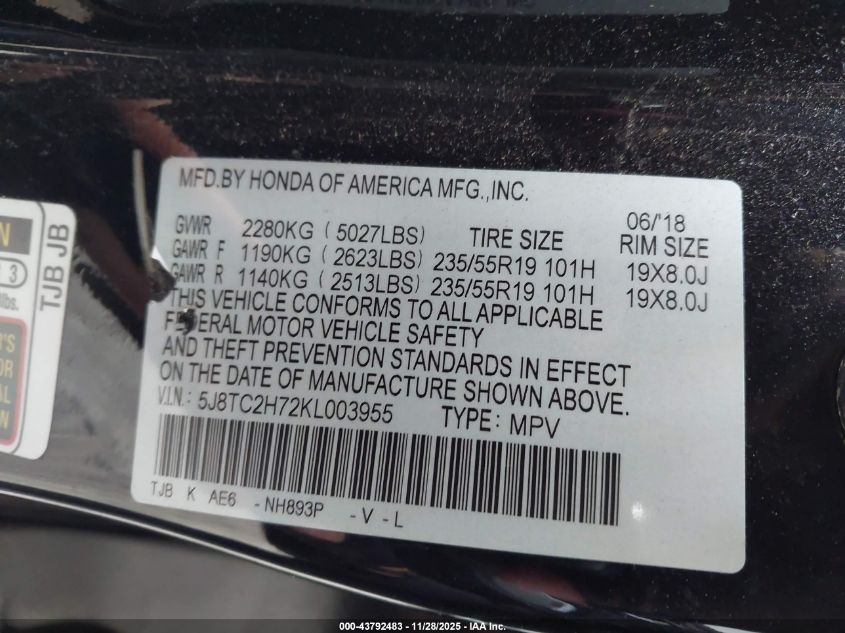 MFD.BY HONDA OF AMERICA MFG.,INC.
06/'18
GVWR 2280KG ( 5027LBS) TIRE SIZE RIM SIZE
GAWR F 1190KG ( 2623LBS) 235/55R19 101H 19X8.0J
GAWR R 1140KG ( 2513LBS) 235/55R19 101H 19X8.0J
THIS VEHICLE CONFORMS TO ALL APPLICABLE
FEDERAL MOTOR VEHICLE SAFETY
AND THEFT PREVENTION STANDARDS IN EFFECT
ON THE DATE OF MANUFACTURE SHOWN ABOVE.
V.I.N.: 5J8TC2H72KL003955 TYPE: MPV
TJB K AE6 -NH893P -V-L
TJB JB
3
lbs.
000-43792483 - 11/28/2025 - IAA Inc.